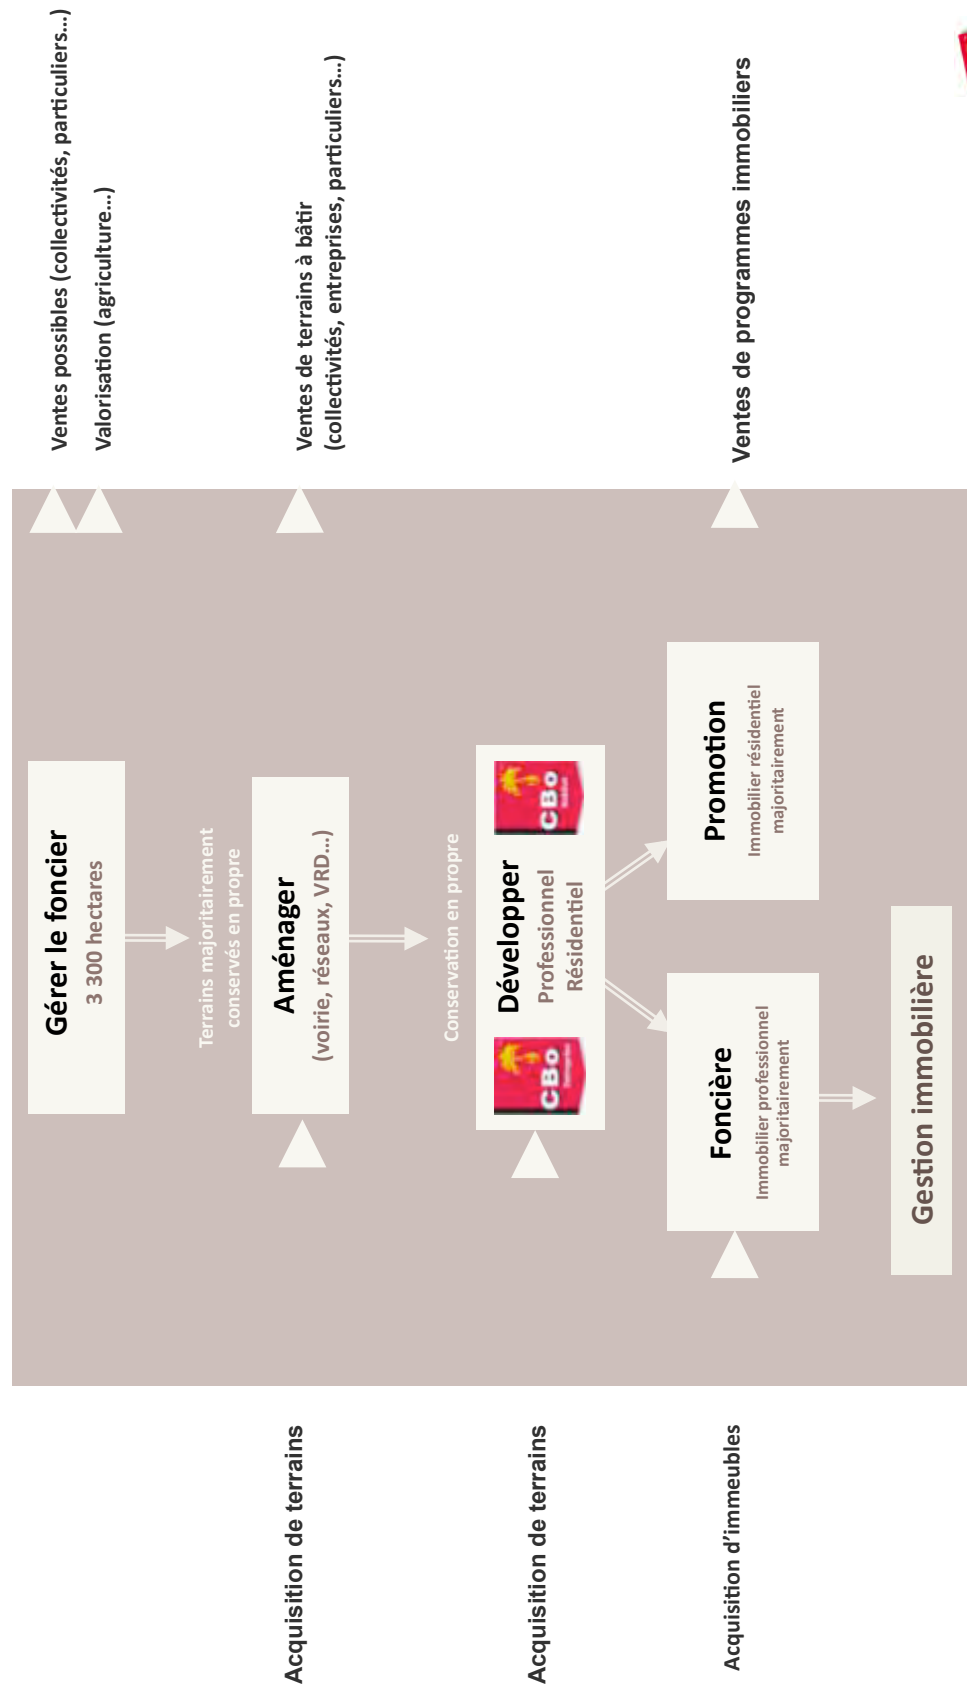 Gérer le foncier
3 300 hectares
Ventes possibles (collectivités, particuliers...)
Valorisation (agriculture...)
Terrains majoritairement
conservés en propre
Acquisition de terrains
Aménager
(voirie, réseaux, VRD...)
Ventes de terrains à bâtir
(collectivités, entreprises, particuliers...)
Conservation en propre
Acquisition de terrains
CBo
Entreprise
Développer
Professionnel
Résidentiel
CBo
Acquisition d'immeubles
Foncière
Immobilier professionnel
majoritairement
Promotion
Immobilier résidentiel
majoritairement
Ventes de programmes immobiliers
Gestion immobilière